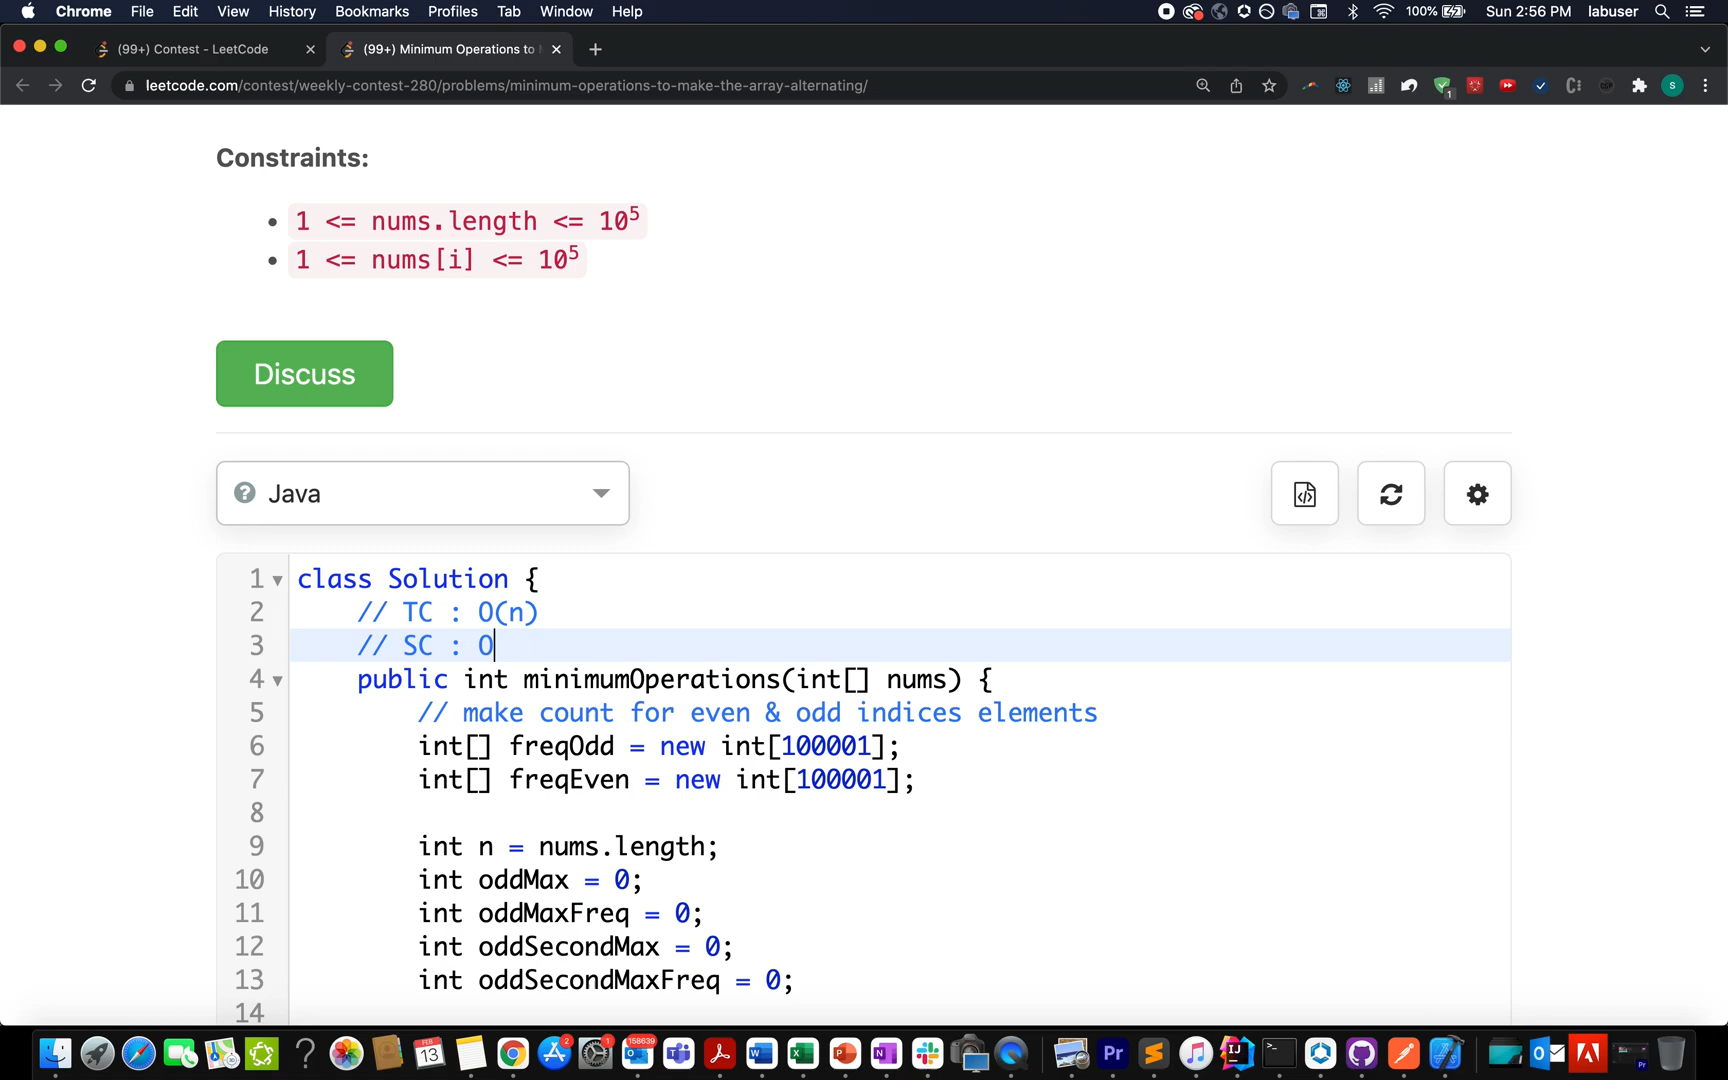 Chrome File Edit View History Bookmarks Profiles Tab Window Help 100% Sun 2:56 PM labuser
(99+) Contest - LeetCode
(99+) Minimum Operations to
leetcode.com/contest/weekly-contest-280/problems/minimum-operations-to-make-the-array-alternating/
Constraints:
1 <= nums.length <= 10⁵
1 <= nums[i] <= 10⁵
Discuss
Java
1 class Solution {
2 // TC : O(n)
3 // SC : O
4 public int minimumOperations(int[] nums) {
5 // make count for even & odd indices elements
6 int[] freqOdd = new int[100001];
7 int[] freqEven = new int[100001];
8
9 int n = nums.length;
10 int oddMax = 0;
11 int oddMaxFreq = 0;
12 int oddSecondMax = 0;
13 int oddSecondMaxFreq = 0;
14